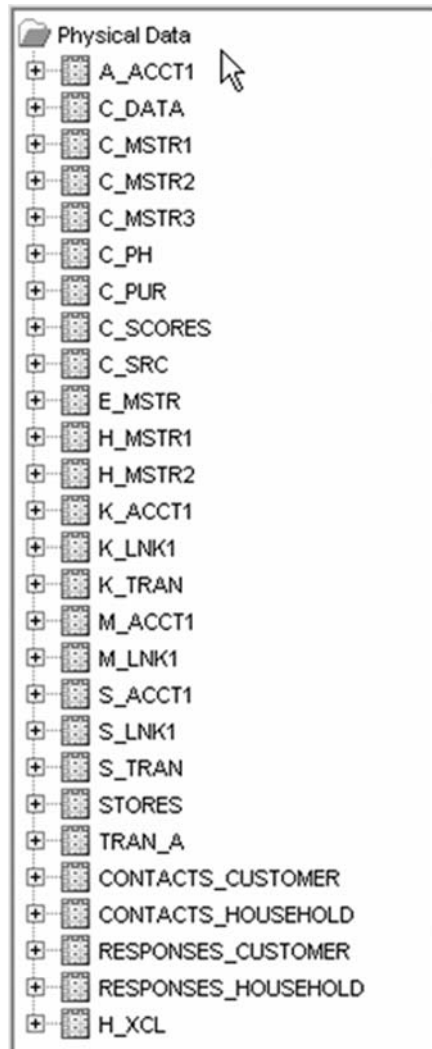 Physical Data
A_ACCT1
C_DATA
C_MSTR1
C_MSTR2
C_MSTR3
C_PH
C_PUR
C_SCORES
C_SRC
E_MSTR
H_MSTR1
H_MSTR2
K_ACCT1
K_LNK1
K_TRAN
M_ACCT1
M_LNK1
S_ACCT1
S_LNK1
S_TRAN
STORES
TRAN_A
CONTACTS_CUSTOMER
CONTACTS_HOUSEHOLD
RESPONSES_CUSTOMER
RESPONSES_HOUSEHOLD
H_XCL